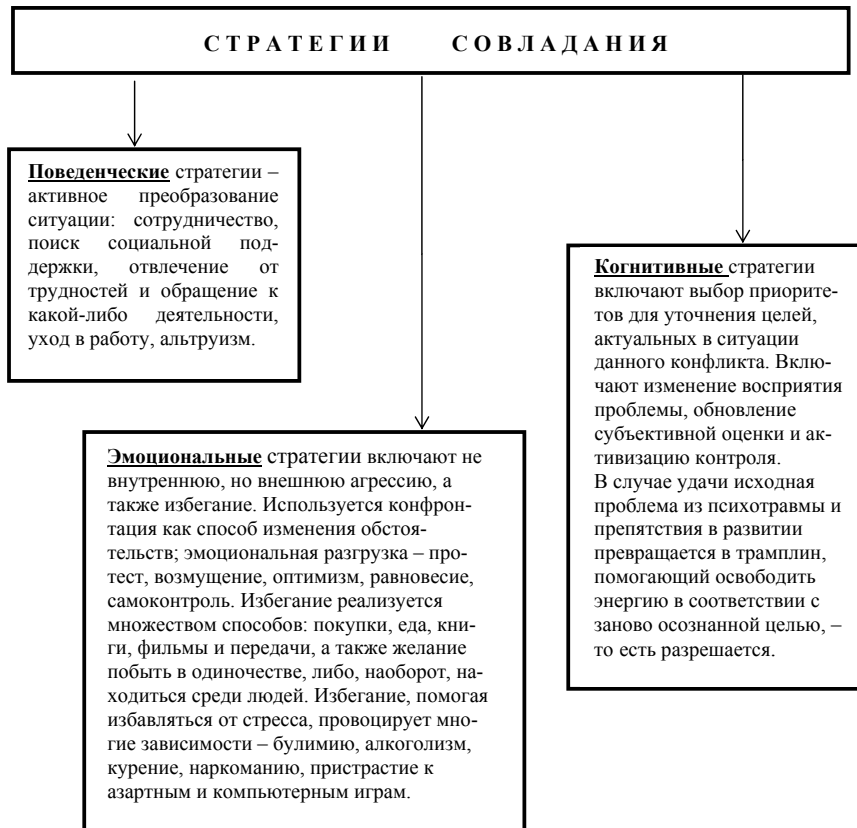 СТРАТЕГИИ СОВЛАДАНИЯ
Поведенческие стратегии –
активное преобразование
ситуации: сотрудничество,
поиск социальной под-
держки, отвлечение от
трудностей и обращение к
какой-либо деятельности,
уход в работу, альтруизм.
Эмоциональные стратегии включают не
внутреннюю, но внешнюю агрессию, а
также избегание. Используется конфрон-
тация как способ изменения обстоя-
тельств; эмоциональная разгрузка – про-
тест, возмущение, оптимизм, равновесие,
самоконтроль. Избегание реализуется
множеством способов: покупки, еда, кни-
ги, фильмы и передачи, а также желание
побыть в одиночестве, либо, наоборот, на-
ходиться среди людей. Избегание, помогая
избавляться от стресса, провоцирует мно-
гие зависимости – булимию, алкоголизм,
курение, наркоманию, пристрастие к
азартным и компьютерным играм.
Когнитивные стратегии
включают выбор приорите-
тов для уточнения целей,
актуальных в ситуации
данного конфликта. Вклю-
чают изменение восприятия
проблемы, обновление
субъективной оценки и ак-
тивизацию контроля.
В случае удачи исходная
проблема из психотравмы и
препятствия в развитии
превращается в трамплин,
помогающий освободить
энергию в соответствии с
заново осознанной целью, –
то есть разрешается.